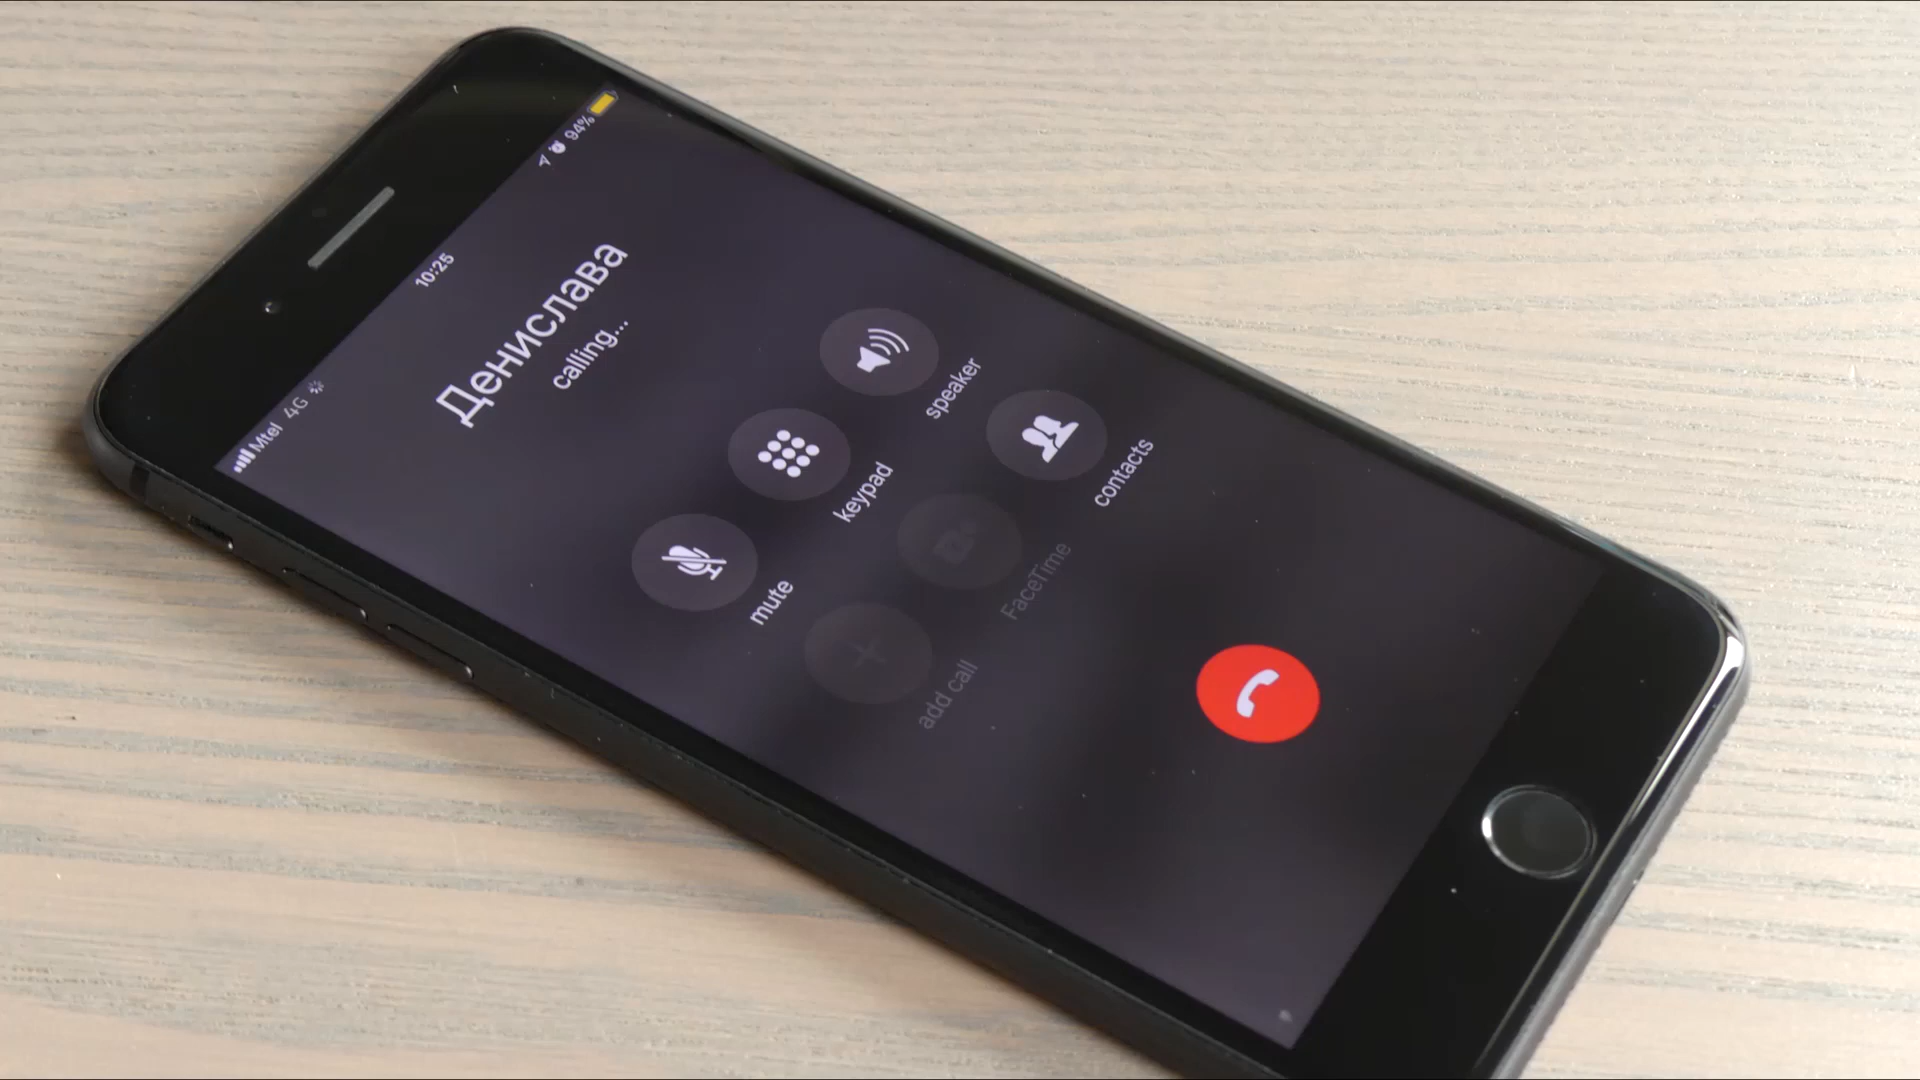 Mtel 4G 10:25 94%
Денислава
calling...
mute keypad speaker
add call FaceTime contacts